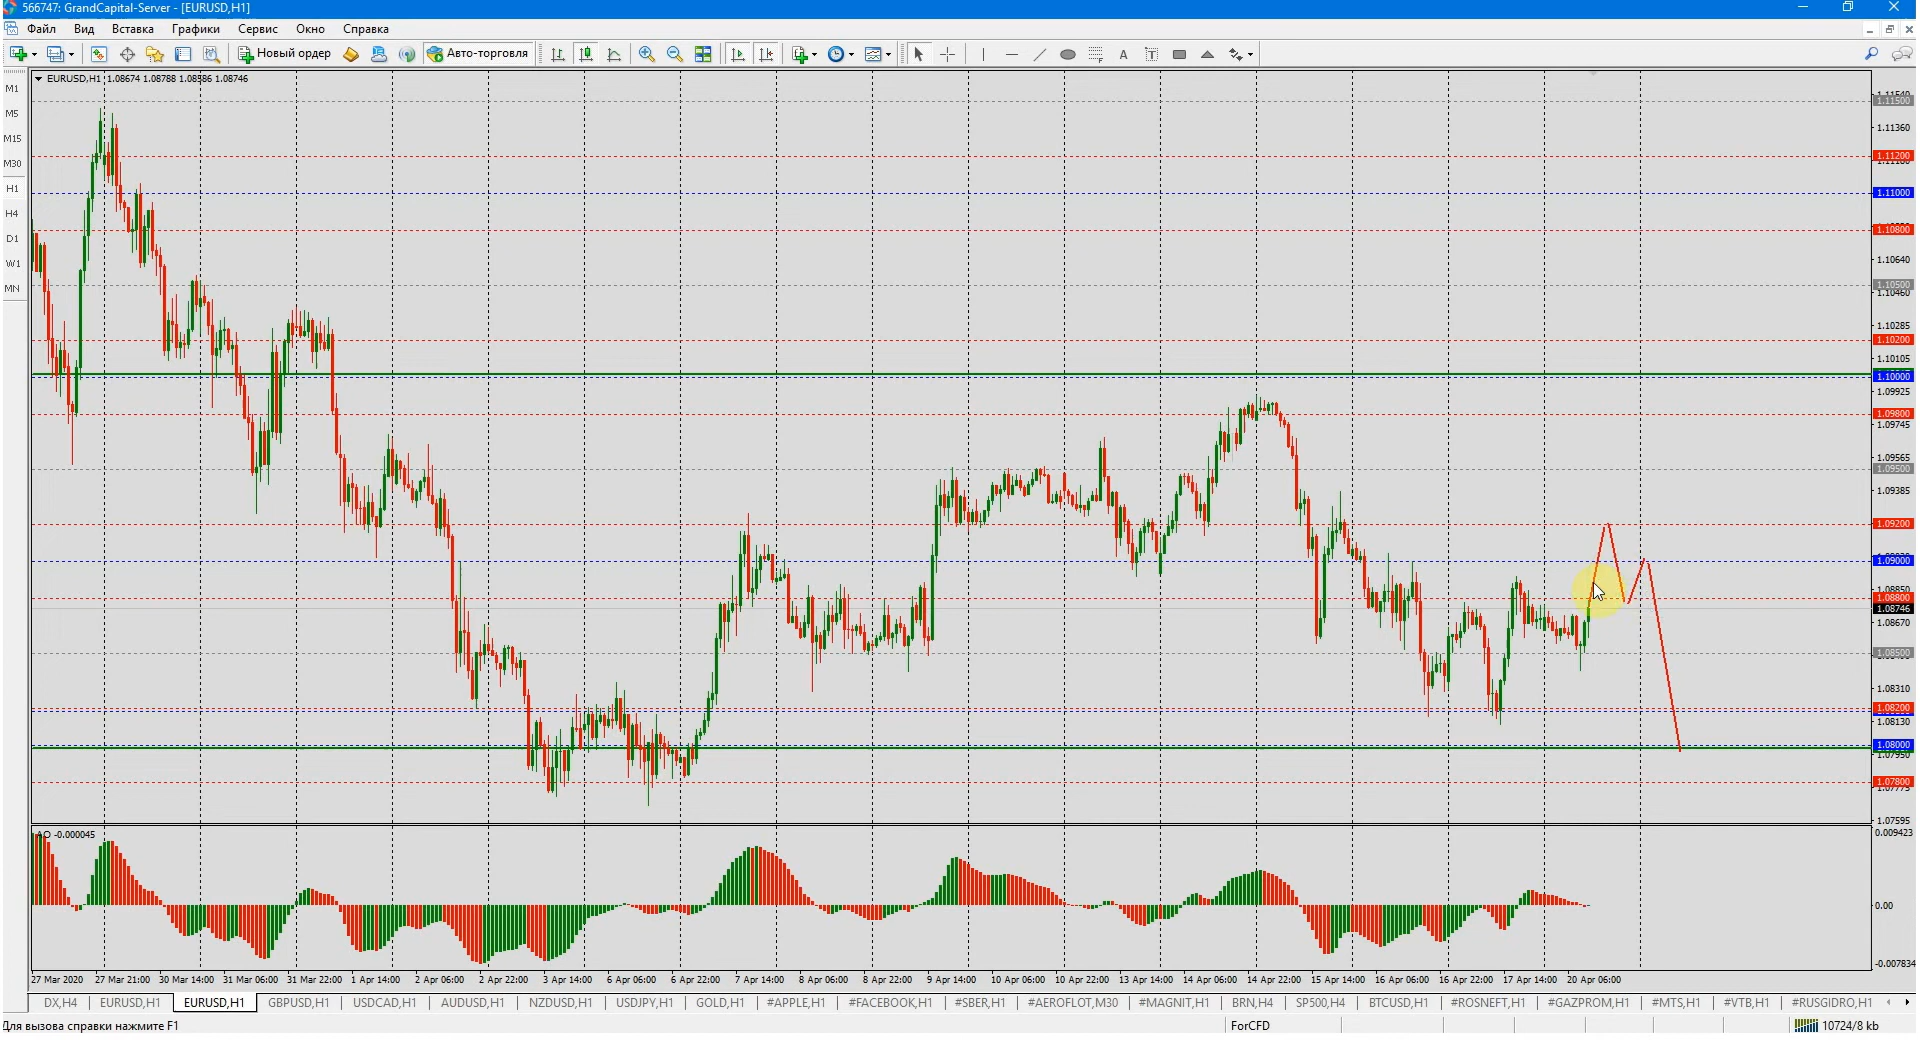 566747: GrandCapital-Server - [EURUSD,H1]
Файл Вид Вставка Графики Сервис Окно Справка
Новый ордер Авто-торговля
M1
M5
M15
M30
H1
H4
D1
W1
MN
EURUSD,H1 1.08674 1.08788 1.08586 1.08746
1.11500
1.11360
1.11200
1.11000
1.10800
1.10640
1.10500
1.10460
1.10285
1.10200
1.10105
1.10000
1.09925
1.09800
1.09745
1.09565
1.09500
1.09385
1.09200
1.09000
1.08800
1.08746
1.08670
1.08500
1.08310
1.08200
1.08130
1.08000
1.07950
1.07800
1.07775
1.07595
AO -0.000045
0.009423
0.00
-0.007834
27 Mar 2020 27 Mar 21:00 30 Mar 14:00 31 Mar 06:00 31 Mar 22:00 1 Apr 14:00 2 Apr 06:00 2 Apr 22:00 3 Apr 14:00 6 Apr 06:00 6 Apr 22:00 7 Apr 14:00 8 Apr 06:00 8 Apr 22:00 9 Apr 14:00 10 Apr 06:00 10 Apr 22:00 13 Apr 14:00 14 Apr 06:00 14 Apr 22:00 15 Apr 14:00 16 Apr 06:00 16 Apr 22:00 17 Apr 14:00 20 Apr 06:00
DX,H4 EURUSD,H1 EURUSD,H1 GBPUSD,H1 USDCAD,H1 AUDUSD,H1 NZDUSD,H1 USDJPY,H1 GOLD,H1 #APPLE,H1 #FACEBOOK,H1 #SBER,H1 #AEROFLOT,M30 #MAGNIT,H1 BRN,H4 SP500,H4 BTCUSD,H1 #ROSNEFT,H1 #GAZPROM,H1 #MTS,H1 #VTB,H1 #RUSGIDRO,H1
Для вызова справки нажмите F1 ForCFD 10724/8 kb